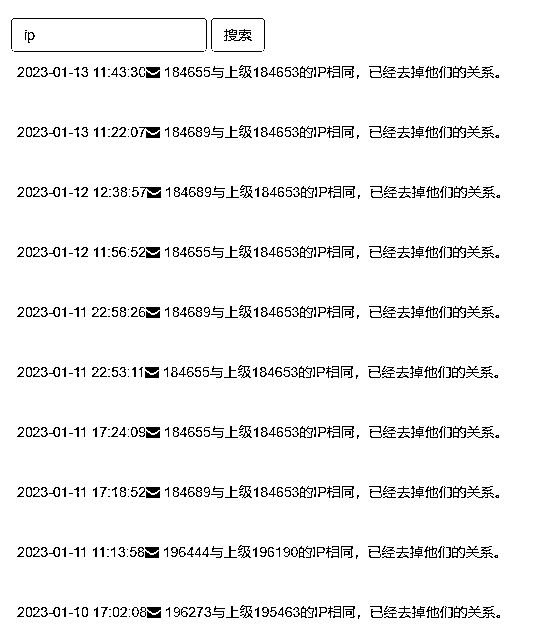 ip 搜索
2023-01-13 11:43:30 184655与上级184653的IP相同，已经去掉他们的关系。
2023-01-13 11:22:07 184689与上级184653的IP相同，已经去掉他们的关系。
2023-01-12 12:38:57 184689与上级184653的IP相同，已经去掉他们的关系。
2023-01-12 11:56:52 184655与上级184653的IP相同，已经去掉他们的关系。
2023-01-11 22:58:26 184689与上级184653的IP相同，已经去掉他们的关系。
2023-01-11 22:53:11 184655与上级184653的IP相同，已经去掉他们的关系。
2023-01-11 17:24:09 184655与上级184653的IP相同，已经去掉他们的关系。
2023-01-11 17:18:52 184689与上级184653的IP相同，已经去掉他们的关系。
2023-01-11 11:13:58 196444与上级196190的IP相同，已经去掉他们的关系。
2023-01-10 17:02:08 196273与上级195463的IP相同，已经去掉他们的关系。